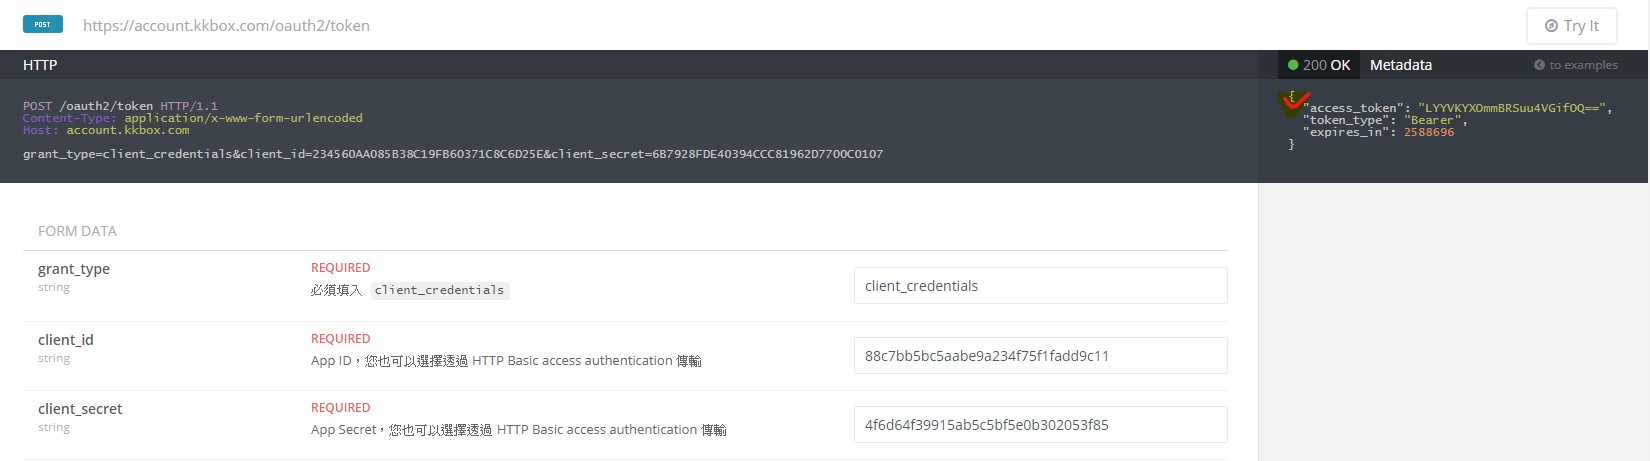 POST https://account.kkbox.com/oauth2/token Try It
HTTP
200 OK Metadata to examples
POST /oauth2/token HTTP/1.1
Content-Type: application/x-www-form-urlencoded
Host: account.kkbox.com
grant_type=client_credentials&client_id=234560AA085B38C19FB60371C8C6D25E&client_secret=6B7928FDE40394CCC81962D7700C0107
{
"access_token": "LYYVKYXOmmBRSuu4VGifOQ==",
"token_type": "Bearer",
"expires_in": 2588696
}
FORM DATA
grant_type
string
REQUIRED
必須填入 client_credentials
client_credentials
client_id
string
REQUIRED
App ID，您也可以選擇透過 HTTP Basic access authentication 傳輸
88c7bb5bc5aabe9a234f75f1fadd9c11
client_secret
string
REQUIRED
App Secret，您也可以選擇透過 HTTP Basic access authentication 傳輸
4f6d64f39915ab5c5bf5e0b302053f85